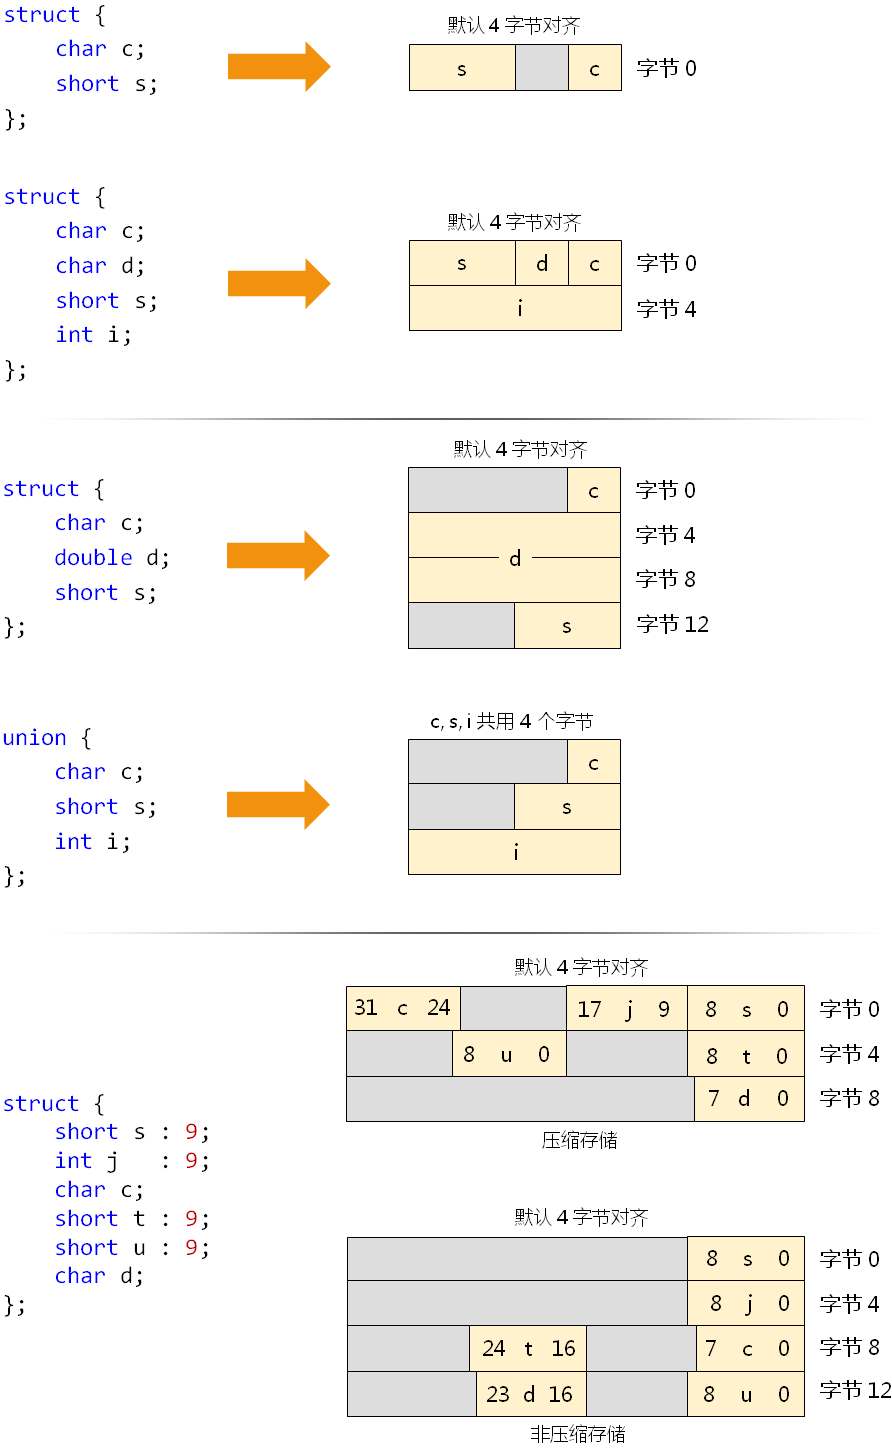 struct {
char c;
short s;
};
默认 4 字节对齐
s c 字节 0
struct {
char c;
char d;
short s;
int i;
};
默认 4 字节对齐
s d c 字节 0
i 字节 4
struct {
char c;
double d;
short s;
};
默认 4 字节对齐
c 字节 0
字节 4
d
字节 8
s 字节 12
union {
char c;
short s;
int i;
};
c, s, i 共用 4 个字节
c
s
i
struct {
short s : 9;
int j : 9;
char c;
short t : 9;
short u : 9;
char d;
};
默认 4 字节对齐
31 c 24 17 j 9 8 s 0 字节 0
8 u 0 8 t 0 字节 4
7 d 0 字节 8
压缩存储
默认 4 字节对齐
8 s 0 字节 0
8 j 0 字节 4
24 t 16 7 c 0 字节 8
23 d 16 8 u 0 字节 12
非压缩存储